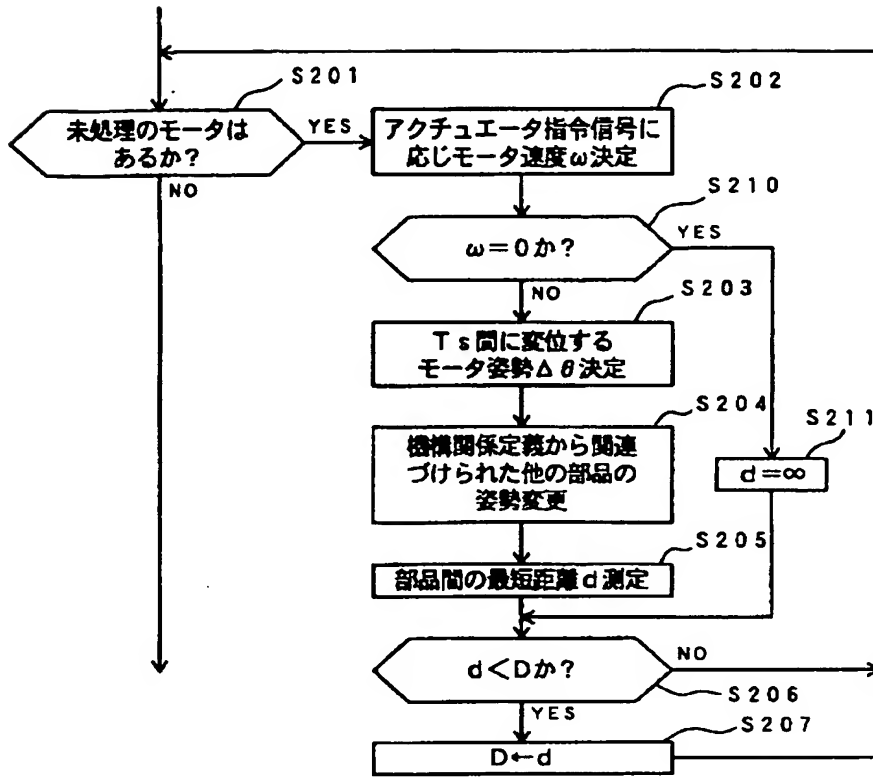 S201
未処理のモータは
あるか?
YES
NO
S202
アクチュエータ指令信号に
応じモータ速度ω決定
S210
ω=0か?
YES
NO
S203
Ts間に変位する
モータ姿勢Δθ決定
S204
機構関係定義から関連
づけられた他の部品の
姿勢変更
S211
d=∞
S205
部品間の最短距離d測定
d<Dか?
NO
S206
YES
S207
D←d